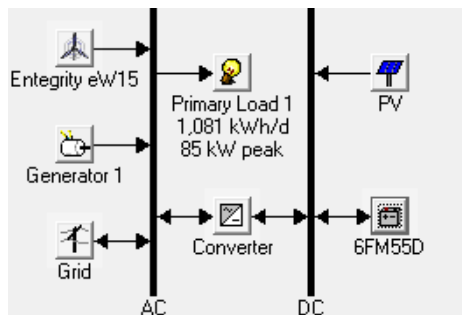 Entegrity eW15
Primary Load 1
1,081 kWh/d
85 kW peak
PV
Generator 1
Grid
Converter
6FM55D
AC
DC